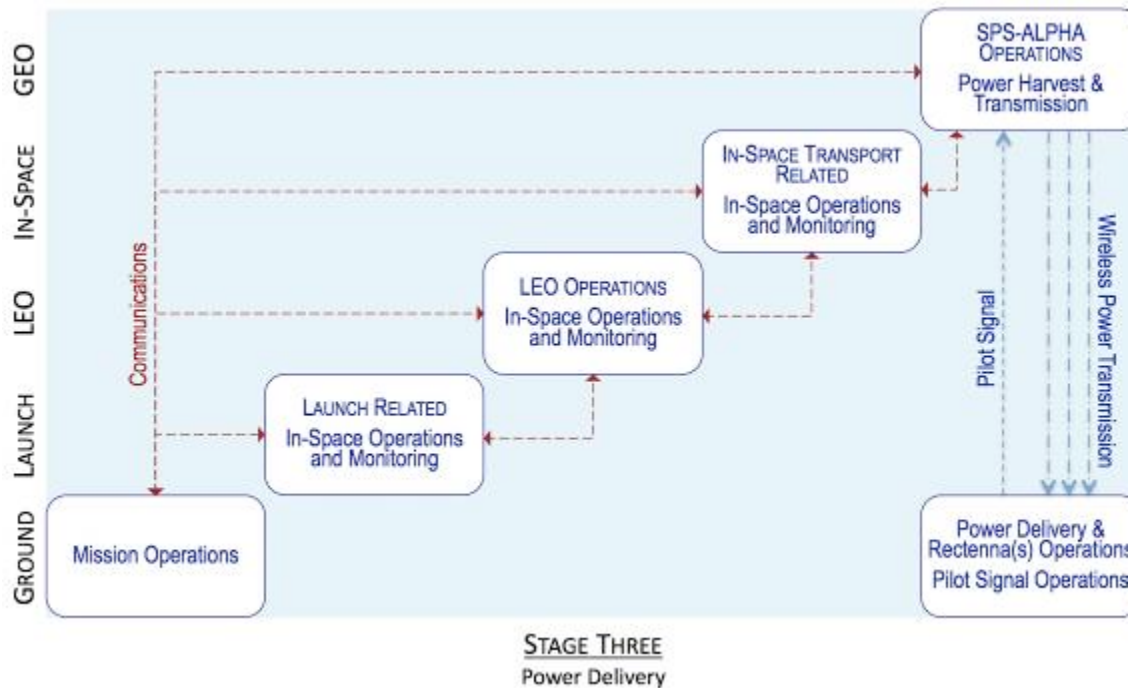 GEO
IN-SPACE
LEO
LAUNCH
GROUND
SPS-ALPHA
OPERATIONS
Power Harvest &
Transmission
IN-SPACE TRANSPORT
RELATED
In-Space Operations
and Monitoring
LEO OPERATIONS
In-Space Operations
and Monitoring
LAUNCH RELATED
In-Space Operations
and Monitoring
Mission Operations
Communications
Pilot Signal
Wireless Power Transmission
Power Delivery &
Rectenna(s) Operations
Pilot Signal Operations
STAGE THREE
Power Delivery